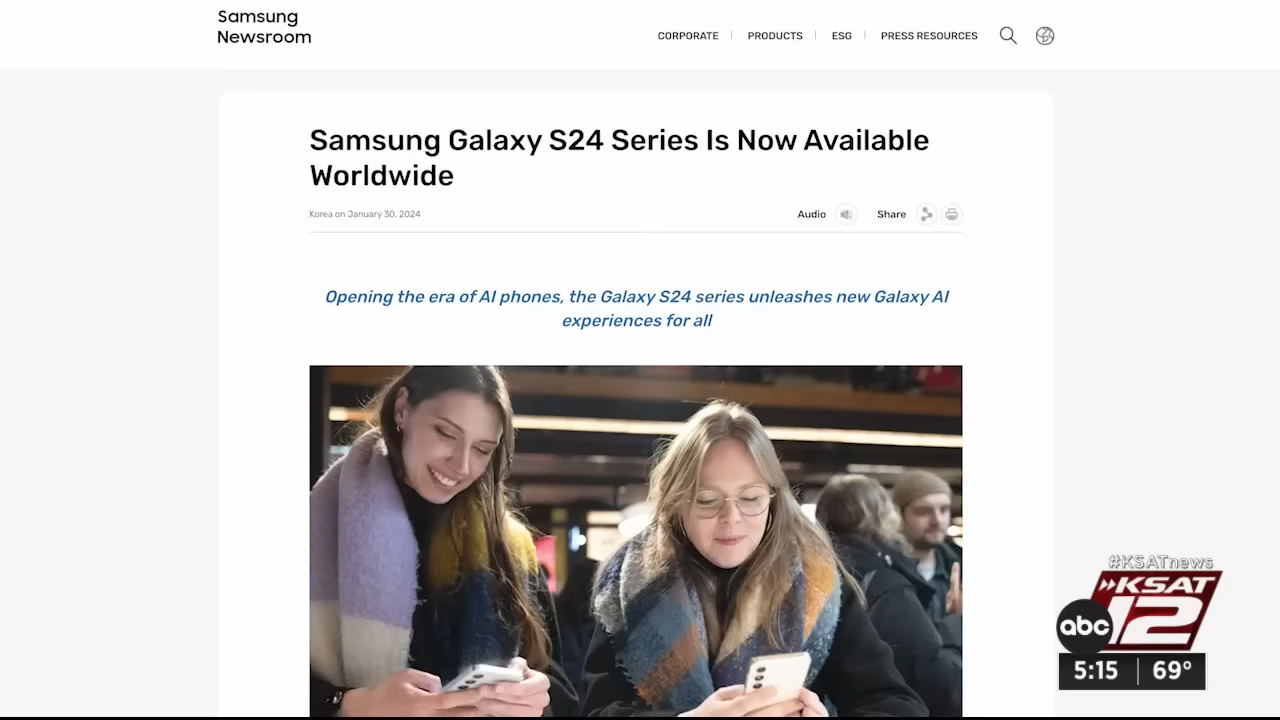 Samsung
Newsroom
CORPORATE
PRODUCTS
ESG
PRESS RESOURCES
Samsung Galaxy S24 Series Is Now Available
Worldwide
Korea on January 30, 2024
Audio
Share
Opening the era of AI phones, the Galaxy S24 series unleashes new Galaxy AI
experiences for all
#KSATnews
KSAT
12
abc
5:15
69°